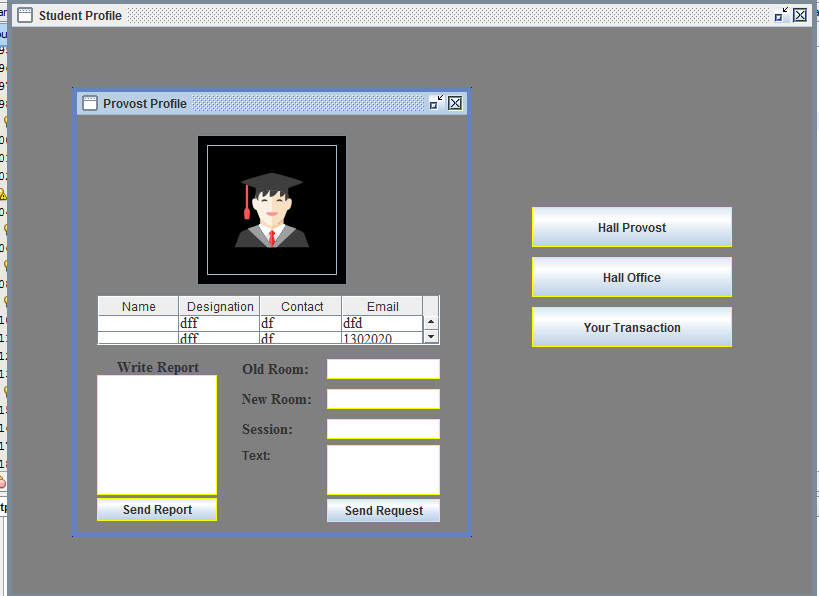 Student Profile
Provost Profile
Name Designation Contact Email
dff df dfd
dff df 1302020
Write Report
Send Report
Old Room:
New Room:
Session:
Text:
Send Request
Hall Provost
Hall Office
Your Transaction